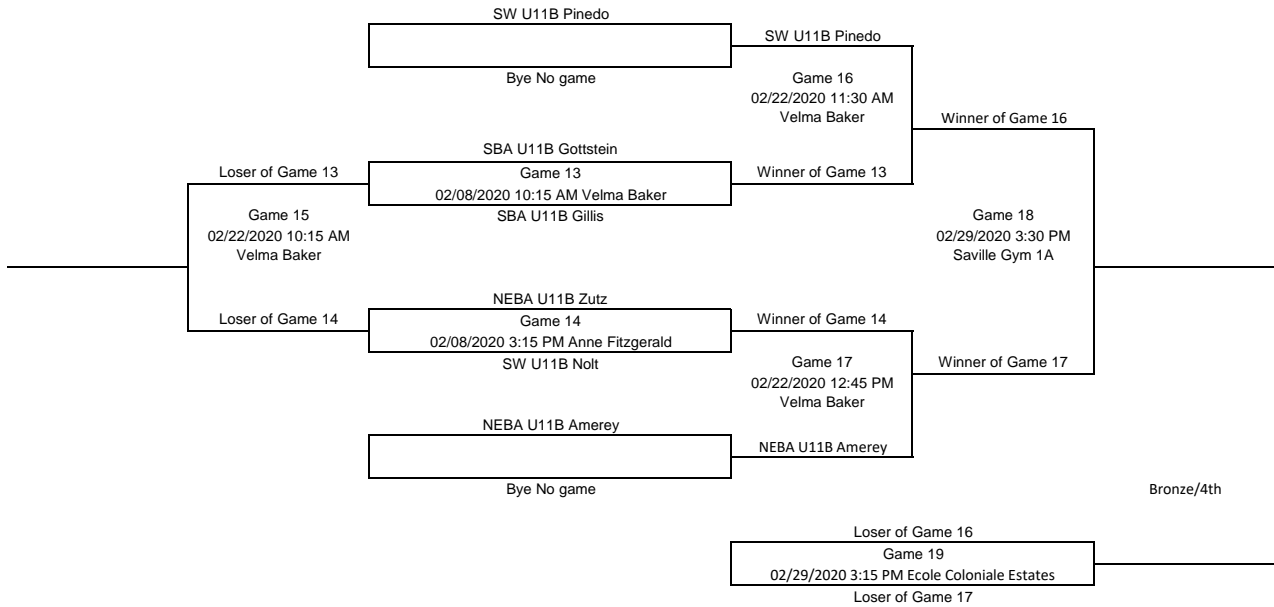 SW U11B Pinedo
SW U11B Pinedo
Bye No game
Game 16
02/22/2020 11:30 AM
Velma Baker
Winner of Game 16
SBA U11B Gottstein
Loser of Game 13
Game 13
Winner of Game 13
02/08/2020 10:15 AM Velma Baker
SBA U11B Gillis
Game 15
02/22/2020 10:15 AM
Velma Baker
Game 18
02/29/2020 3:30 PM
Saville Gym 1A
NEBA U11B Zutz
Loser of Game 14
Game 14
Winner of Game 14
02/08/2020 3:15 PM Anne Fitzgerald
SW U11B Nolt
Game 17
02/22/2020 12:45 PM
Velma Baker
Winner of Game 17
NEBA U11B Amerey
NEBA U11B Amerey
Bye No game
Bronze/4th
Loser of Game 16
Game 19
02/29/2020 3:15 PM Ecole Coloniale Estates
Loser of Game 17